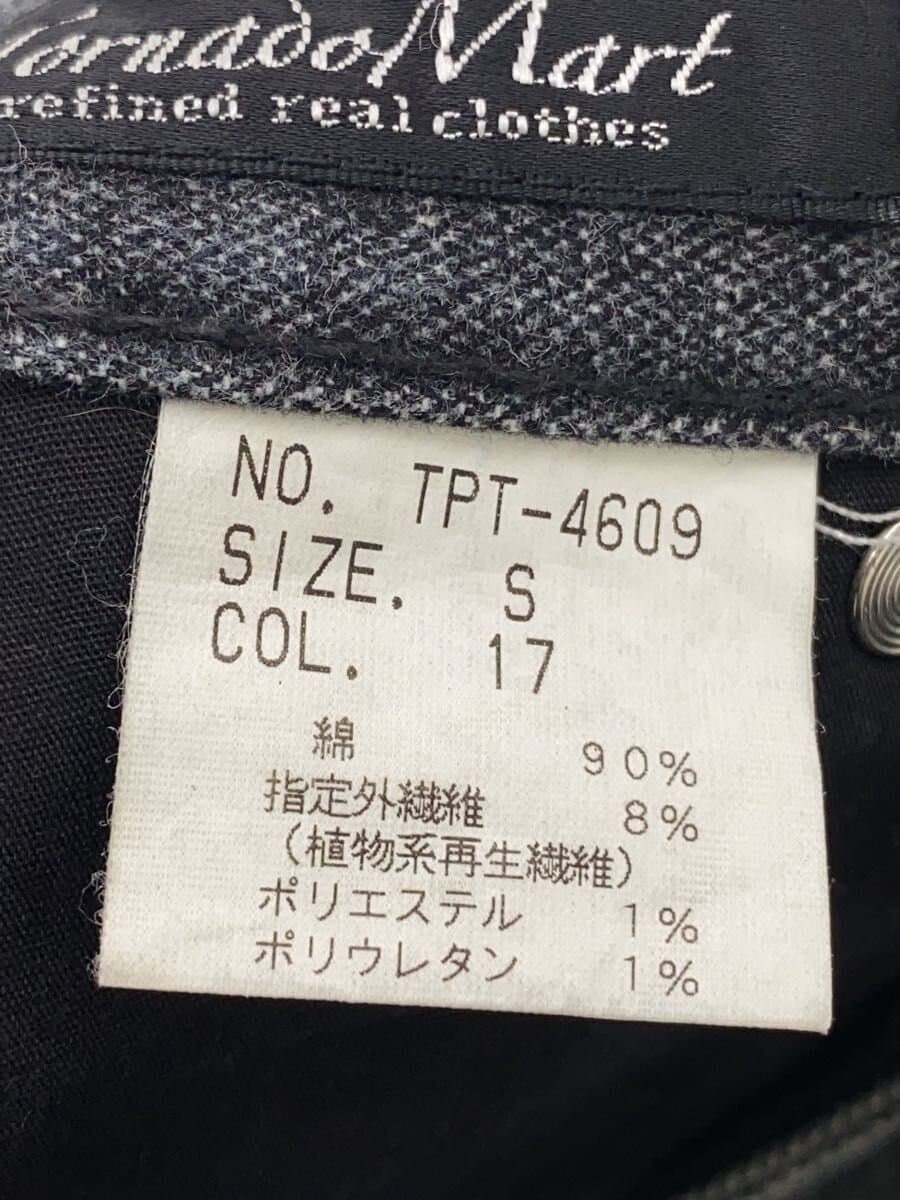 TornadoMart
refined real clothes
NO. TPT-4609
SIZE. S
COL. 17
綿 90%
指定外繊維 8%
(植物系再生繊維)
ポリエステル 1%
ポリウレタン 1%